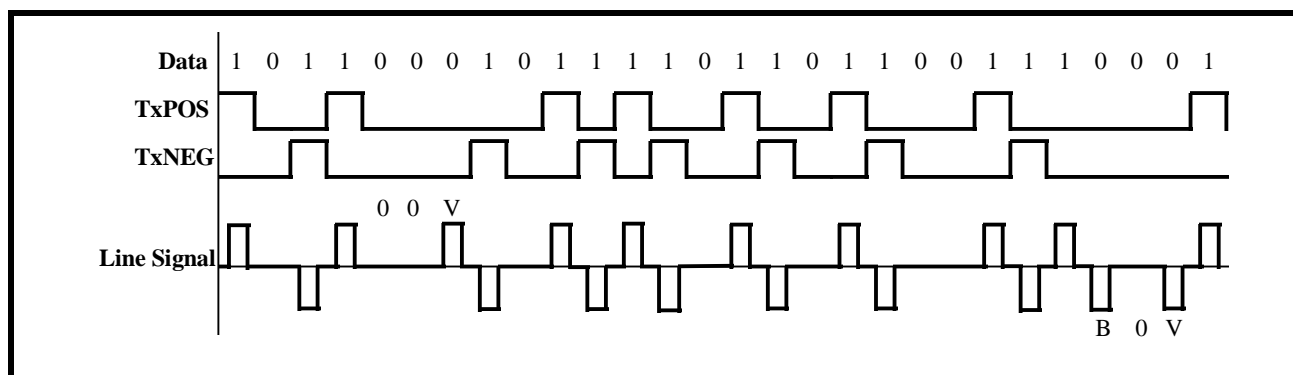 Data 1 0 1 1 0 0 0 1 0 1 1 1 1 0 1 1 0 1 1 0 0 1 1 1 0 0 0 1
TxPOS
TxNEG
0 0 V
Line Signal
B 0 V